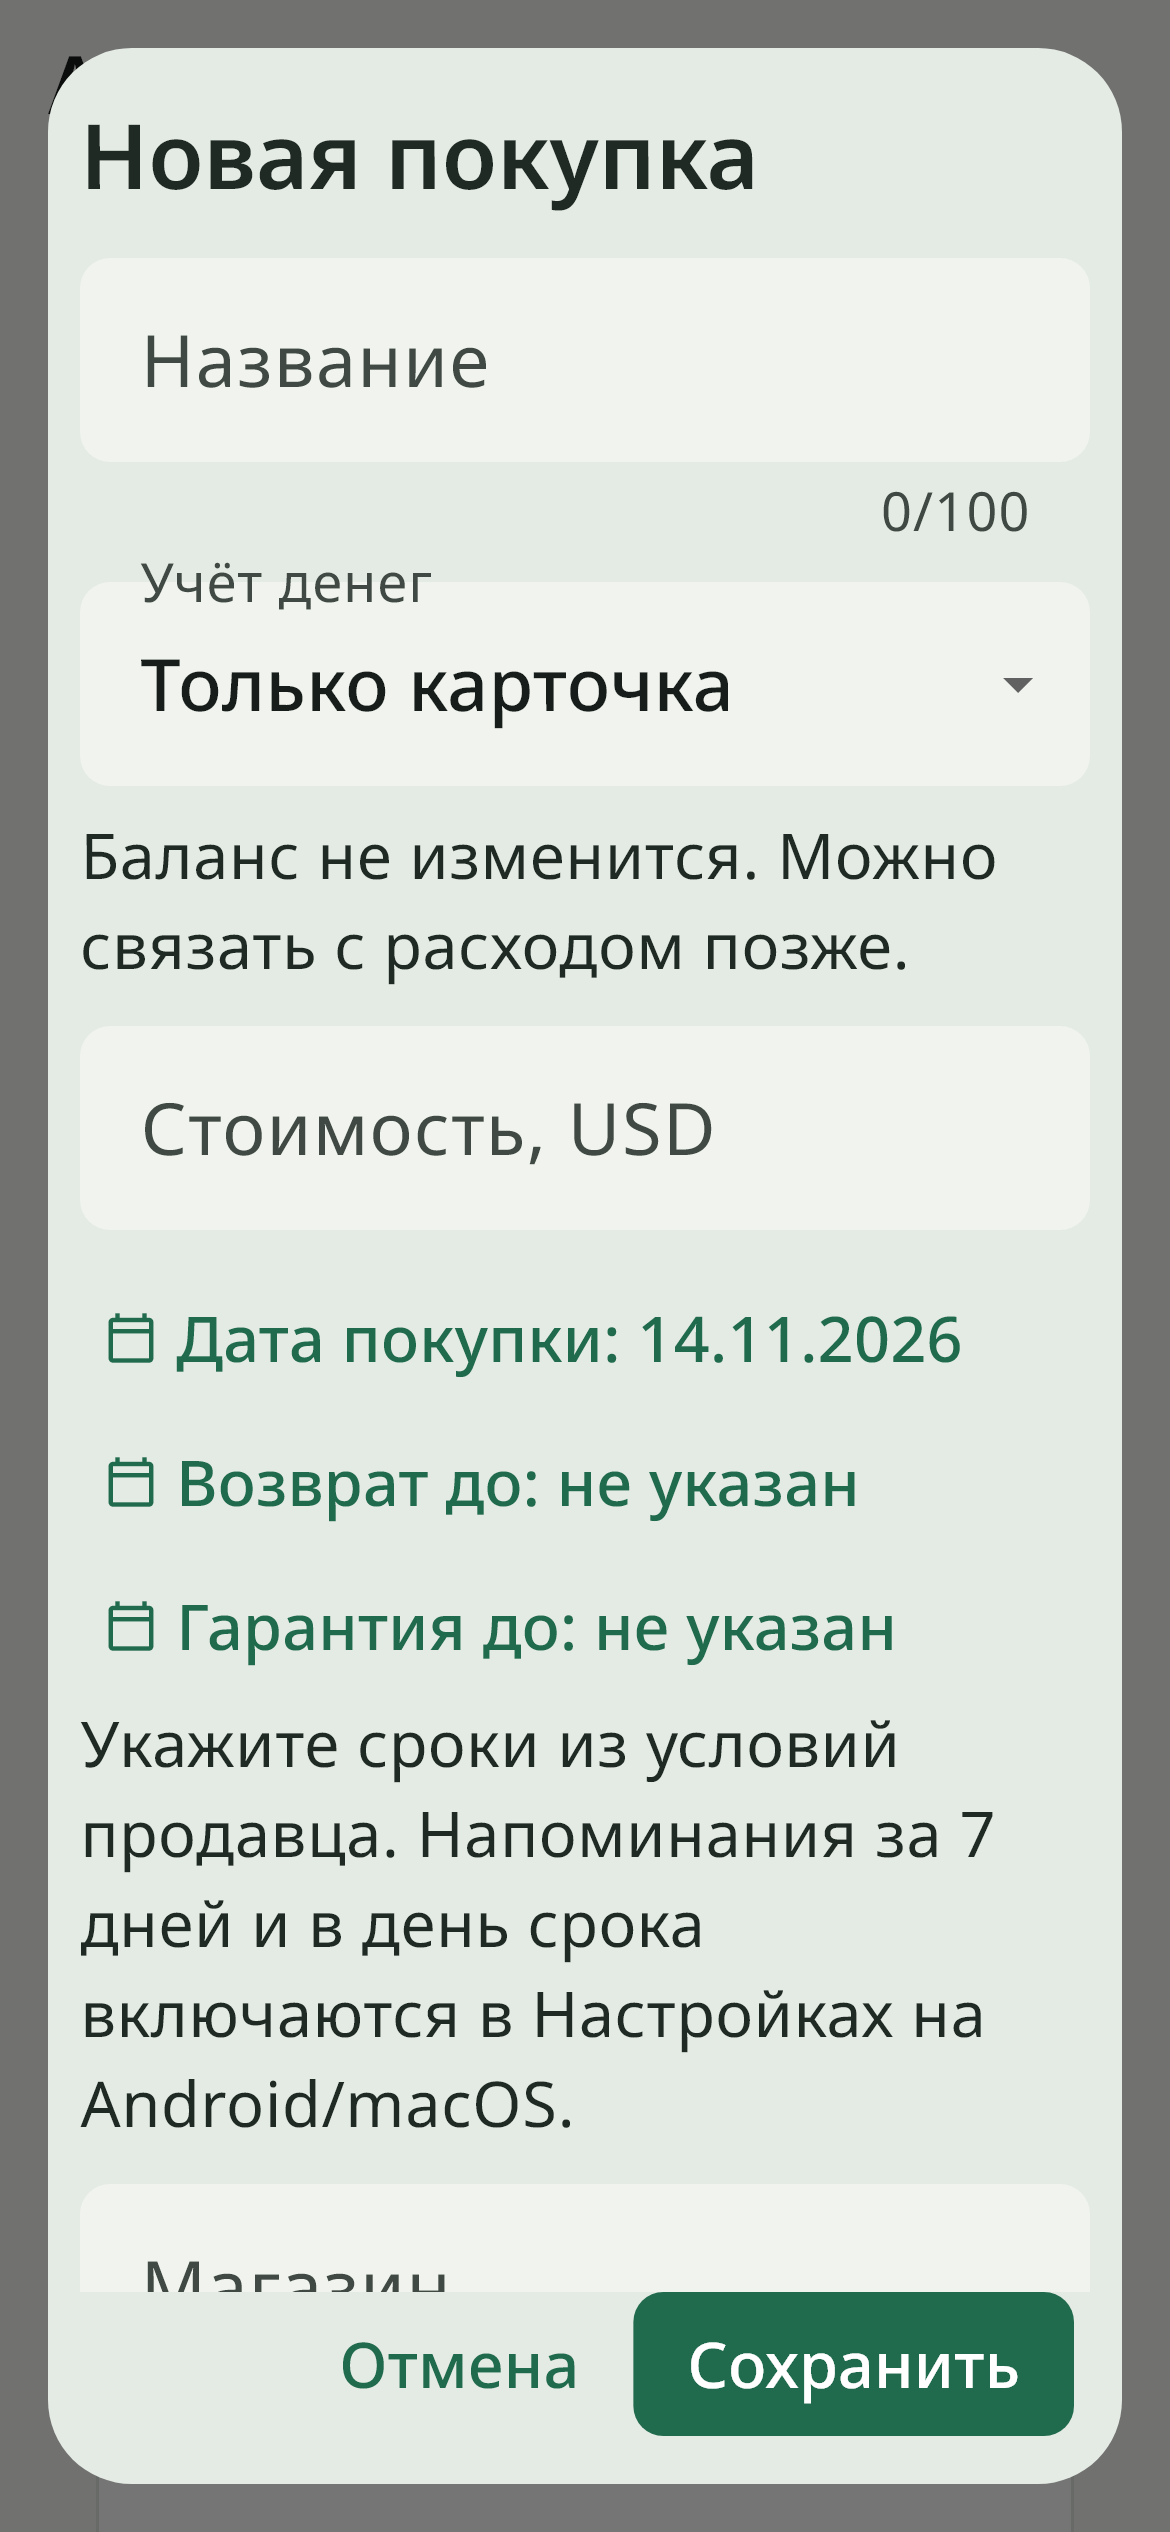 Новая покупка
Название
0/100
Учёт денег
Только карточка
Баланс не изменится. Можно
связать с расходом позже.
Стоимость, USD
Дата покупки: 14.11.2026
Возврат до: не указан
Гарантия до: не указан
Укажите сроки из условий
продавца. Напоминания за 7
дней и в день срока
включаются в Настройках на
Android/macOS.
Магазин
Отмена
Сохранить